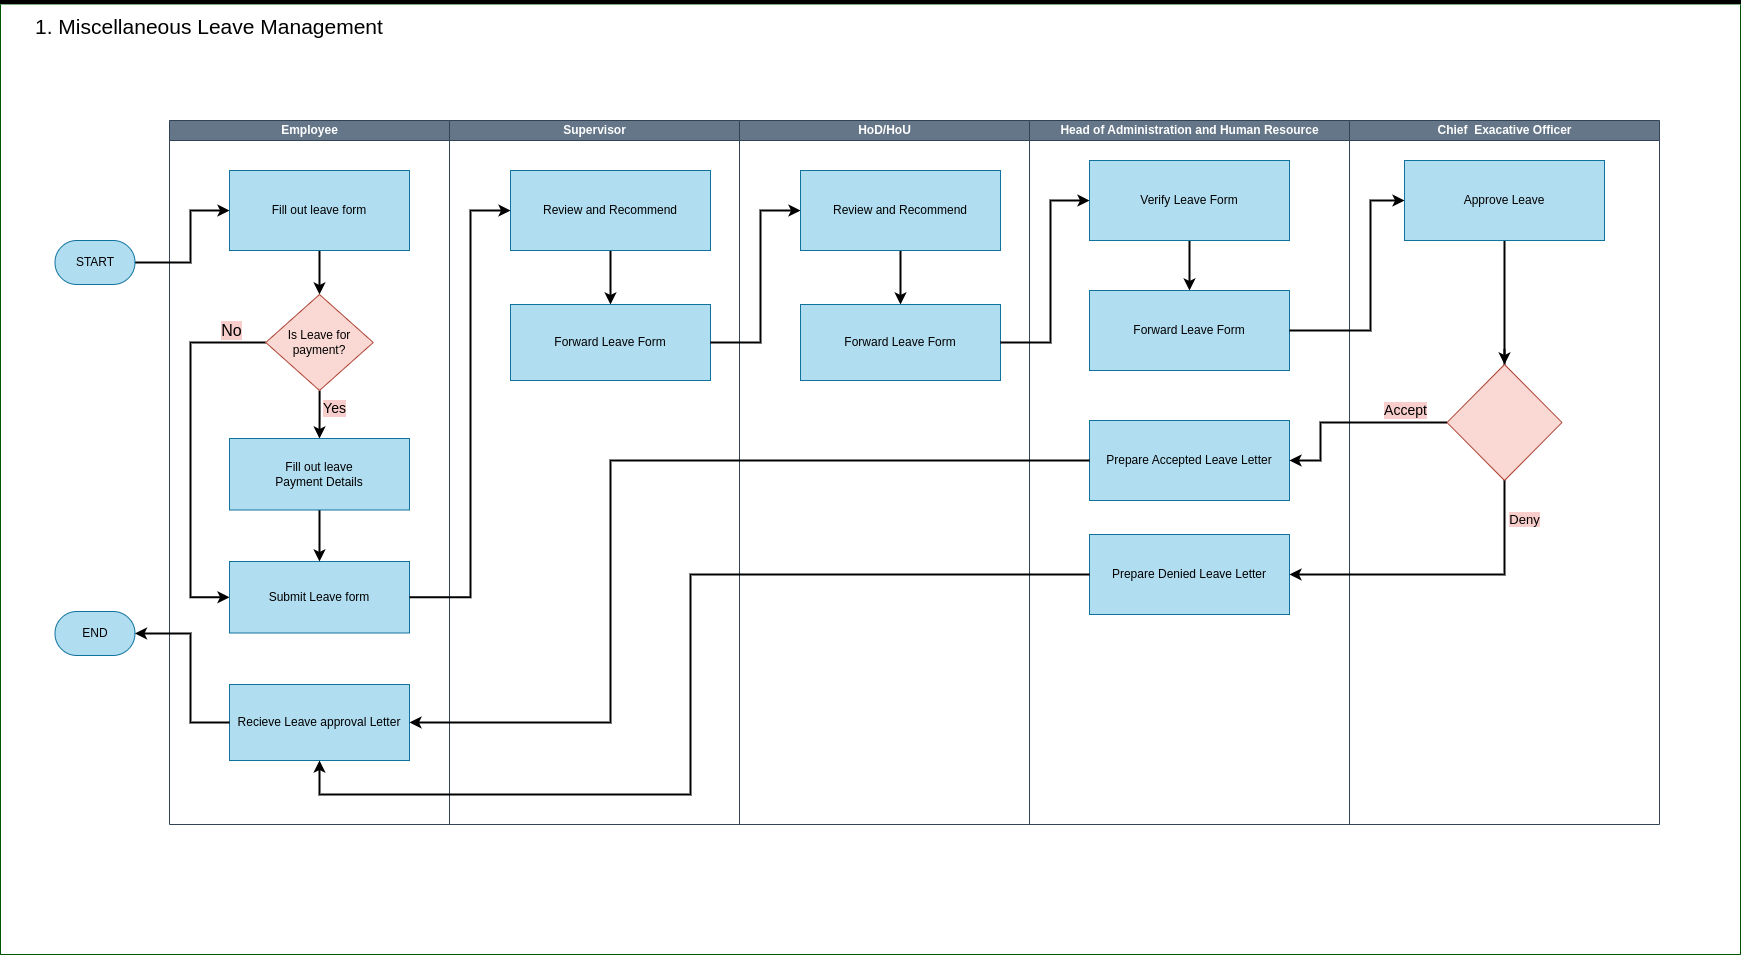 1. Miscellaneous Leave Management
Employee
Supervisor
HoD/HoU
Head of Administration and Human Resource
Chief  Exacative Officer
START
Fill out leave form
Is Leave for
payment?
No
Yes
Fill out leave
Payment Details
Submit Leave form
END
Recieve Leave approval Letter
Review and Recommend
Forward Leave Form
Review and Recommend
Forward Leave Form
Verify Leave Form
Forward Leave Form
Prepare Accepted Leave Letter
Prepare Denied Leave Letter
Approve Leave
Accept
Deny